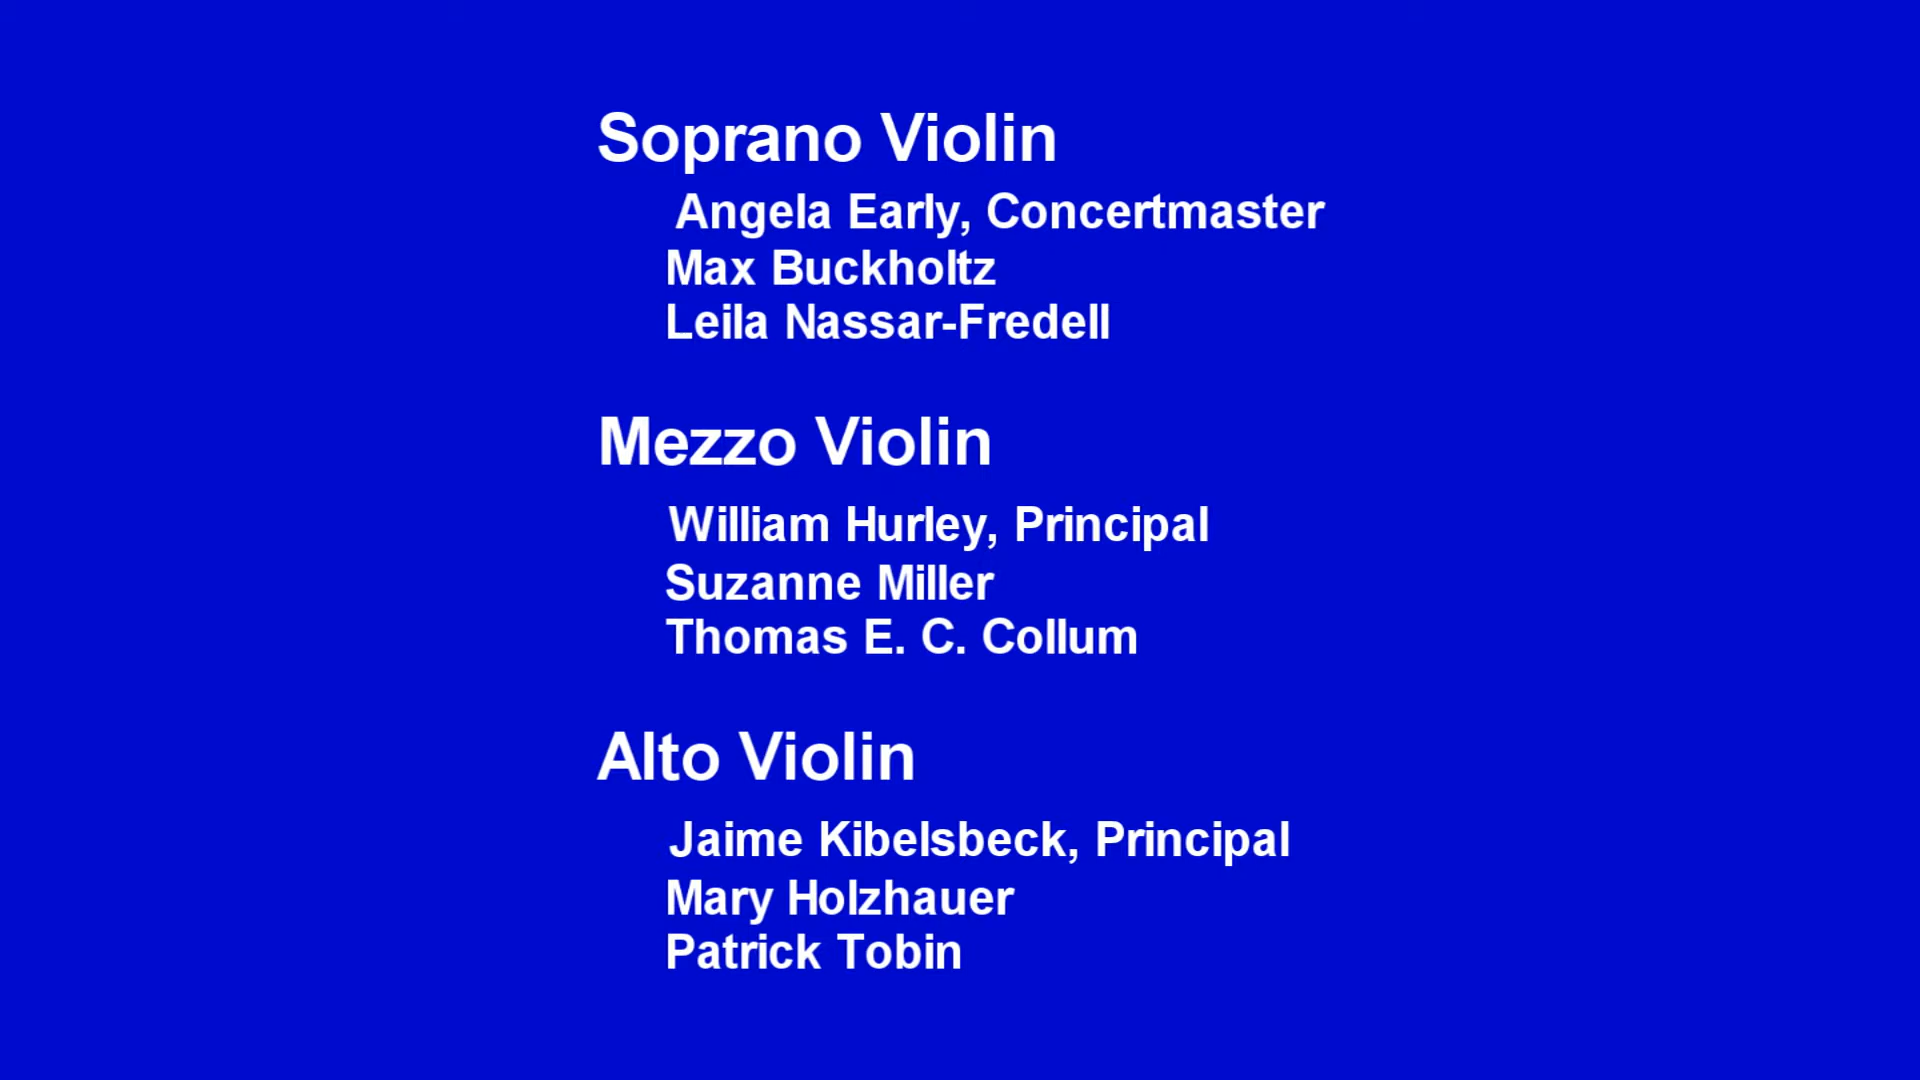 Soprano Violin
Angela Early, Concertmaster
Max Buckholtz
Leila Nassar-Fredell
Mezzo Violin
William Hurley, Principal
Suzanne Miller
Thomas E. C. Collum
Alto Violin
Jaime Kibelsbeck, Principal
Mary Holzhauer
Patrick Tobin